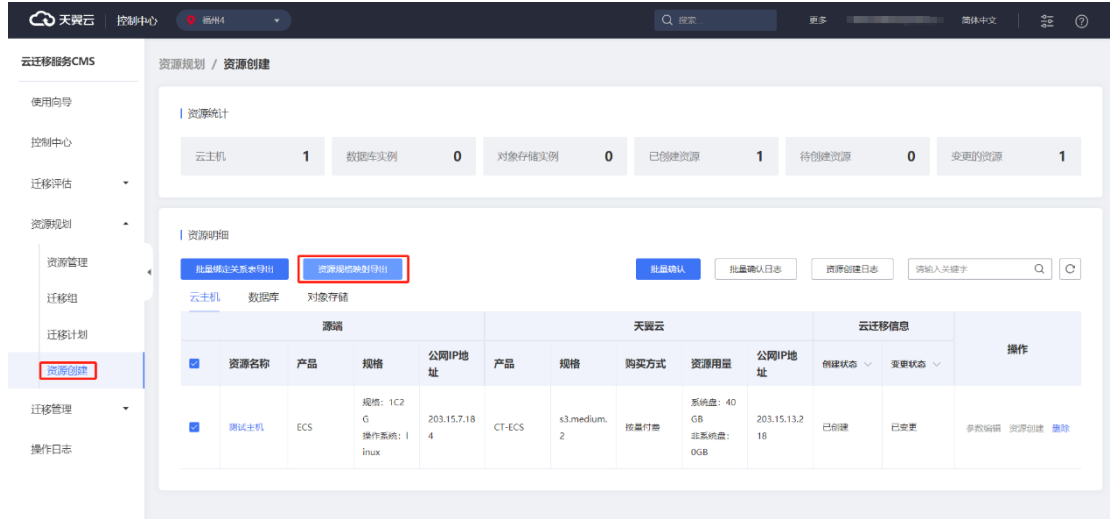 天翼云 控制中心 福州4 搜索... 更多 简体中文
云迁移服务CMS
资源规划 / 资源创建
使用向导
控制中心
迁移评估
资源规划
资源管理
迁移组
迁移计划
资源创建
迁移管理
操作日志
资源统计
云主机 1 数据库实例 0 对象存储实例 0 已创建资源 1 待创建资源 0 变更的资源 1
资源明细
批量绑定关系表导出 资源规格映射导出 批量确认 批量确认日志 资源创建日志 请输入关键字
云主机 数据库 对象存储
源端 天翼云 云迁移信息 操作
资源名称 产品 规格 公网IP地
址 产品 规格 购买方式 资源用量 公网IP地
址 创建状态 变更状态
测试主机 ECS 规格：1C2
G
操作系统：l
inux 203.15.7.18
4 CT-ECS s3.medium.
2 按量付费 系统盘：40
GB
非系统盘：
0GB 203.15.13.2
18 已创建 已变更 参数编辑 资源创建 删除